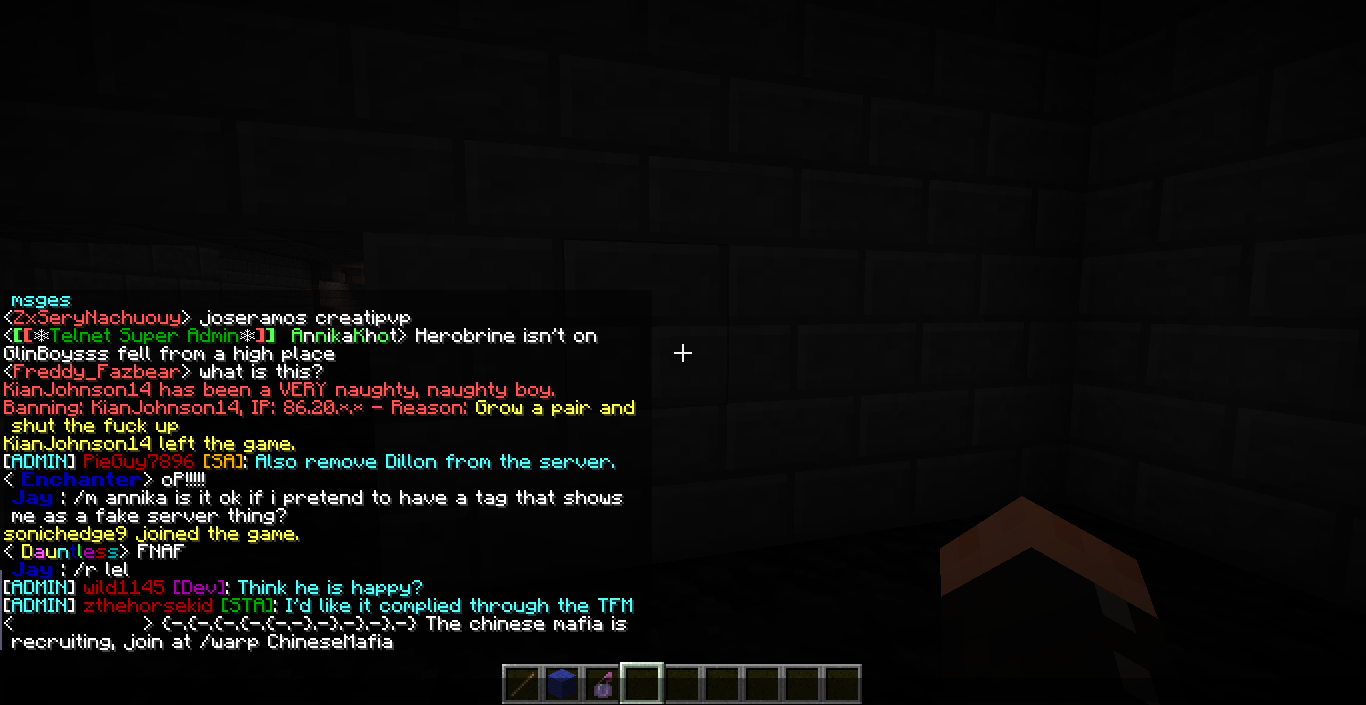 msges
<ZxSeryNachuouy> joseramos creatipvp
<[[❄Telnet Super Admin❄]] AnnikaKhot> Herobrine isn't on
GlinBoysss fell from a high place
<Freddy_Fazbear> what is this?
KianJohnson14 has been a VERY naughty, naughty boy.
Banning: KianJohnson14, IP: 86.20.*.* - Reason: Grow a pair and
shut the fuck up
KianJohnson14 left the game.
[ADMIN] PieGuy7896 [SA]: Also remove Dillon from the server.
< Enchanter> oP!!!!!
Jay : /m annika is it ok if i pretend to have a tag that shows
me as a fake server thing?
sonichedge9 joined the game.
< Dauntless> FNAF
Jay : /r lel
[ADMIN] wild1145 [Dev]: Think he is happy?
[ADMIN] zthehorsekid [STA]: I'd like it complied through the TFM
< > (-.(-.(-.(-.(-.-).-).-).-).-) The chinese mafia is
recruiting, join at /warp ChineseMafia